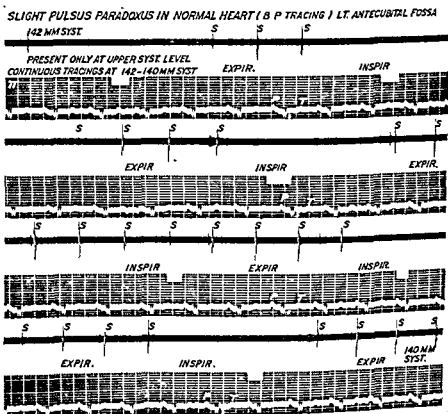 SLIGHT PULSUS PARADOXUS IN NORMAL HEART (B P TRACING) LT. ANTECUBITAL FOSSA
142 MM SYST. S S S
PRESENT ONLY AT UPPER SYST. LEVEL
CONTINUOUS TRACINGS AT 142-140MM SYST
EXPIR. INSPIR
S S S S S S
EXPIR INSPIR EXPIR.
S S S S S S S S
INSPIR EXPIR INSPIR.
S S S S S S S S
EXPIR. INSPIR. EXPIR 140 MM
SYST.